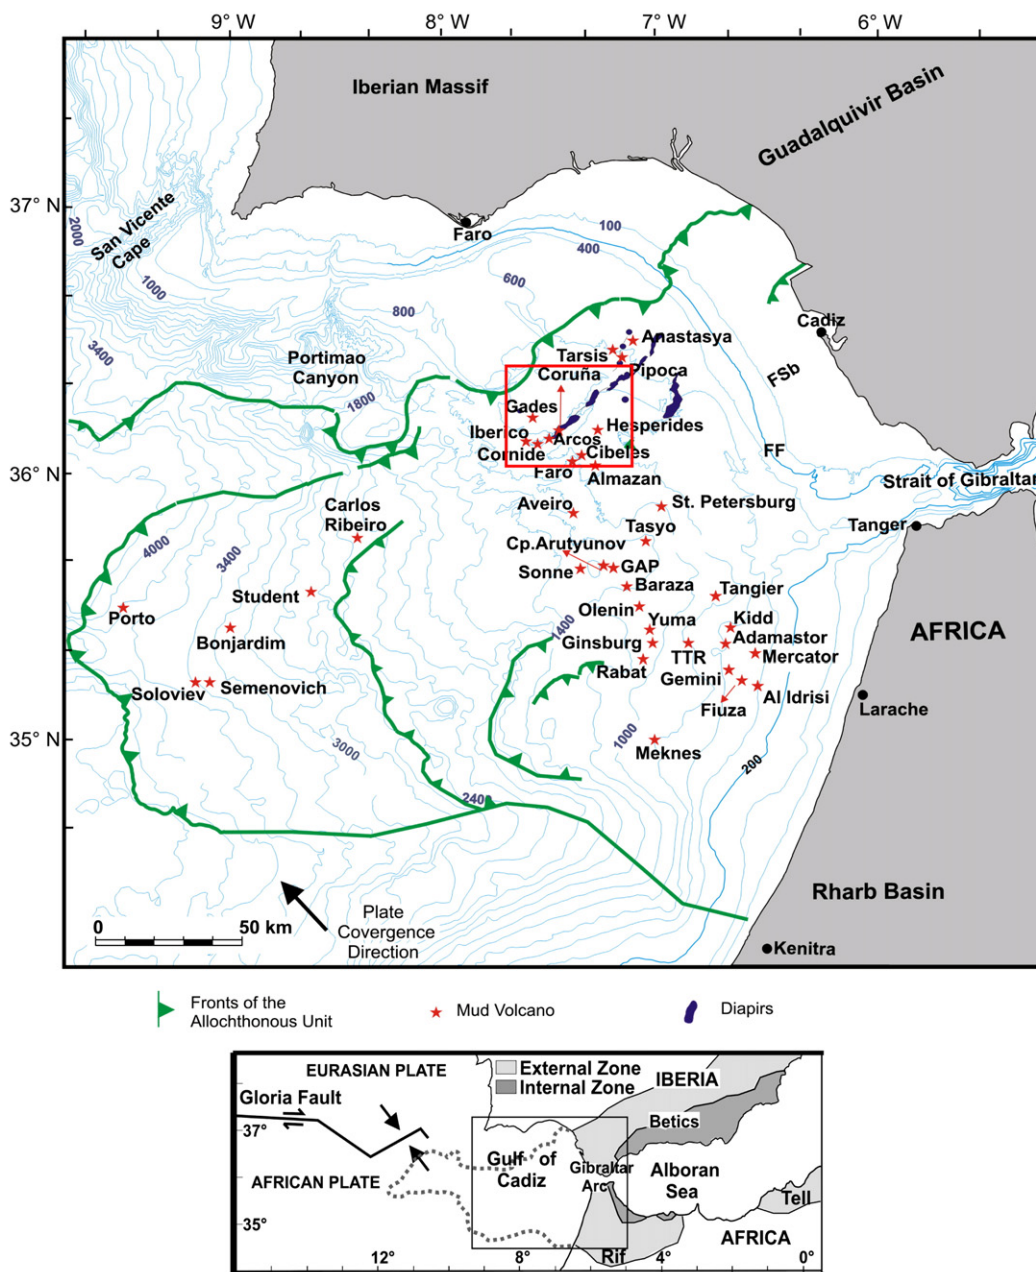 9° W
8° W
7° W
6° W
Iberian Massif
Guadalquivir Basin
37° N
2000
San Vicente
Cape
Faro
100
400
1000
600
800
Cadiz
3400
Anastasya
Tarsis
Portimao
Canyon
Pipoca
Coruña
FSb
1800
Gades
Hesperides
Iberico
Arcos
Cornide
Cibeles
FF
36° N
Faro
Almazan
Strait of Gibraltar
Carlos
Ribeiro
Aveiro
St. Petersburg
Tasyo
Tanger
4000
3400
Cp.Arutyunov
Sonne
GAP
Baraza
Student
Tangier
Porto
Olenin
Yuma
Kidd
AFRICA
Bonjardim
1400
Ginsburg
Adamastor
TTR
Mercator
Rabat
Gemini
Soloviev
Semenovich
Al Idrisi
Fiuza
Larache
35° N
3000
1000
Meknes
200
2400
Rharb Basin
0
50 km
Plate
Covergence
Direction
Kenitra
Fronts of the
Allochthonous Unit
Mud Volcano
Diapirs
EURASIAN PLATE
External Zone
Internal Zone
IBERIA
Gloria Fault
37°
Betics
AFRICAN PLATE
Gulf of
Cadiz
Gibraltar
Arc
Alboran
Sea
Tell
35°
Rif
AFRICA
12°
8°
4°
0°